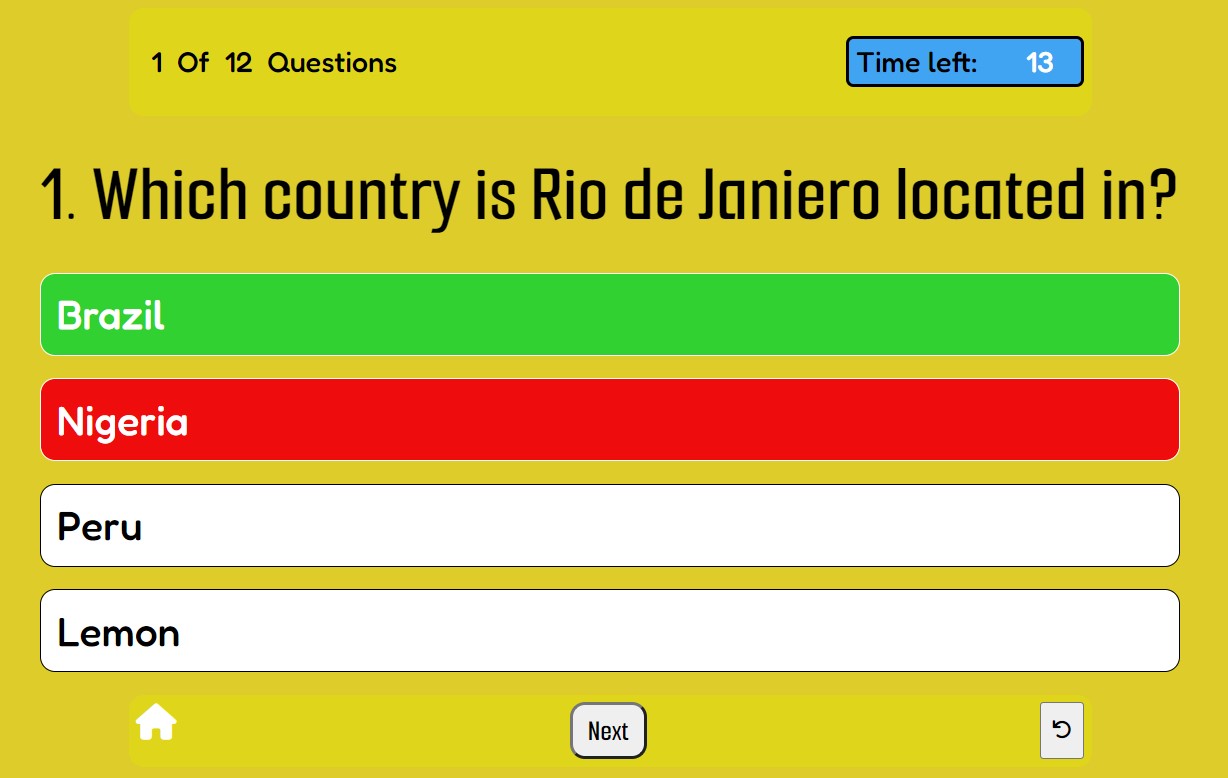 1 Of 12 Questions
Time left: 13
1. Which country is Rio de Janiero located in?
Brazil
Nigeria
Peru
Lemon
Next